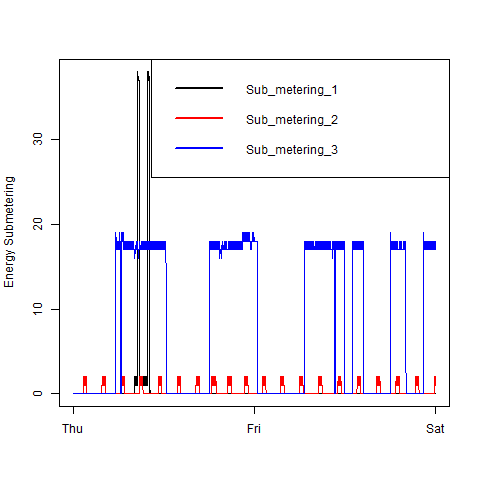 Sub_metering_1
Sub_metering_2
Sub_metering_3
Energy Submetering
30
20
10
0
Thu
Fri
Sat